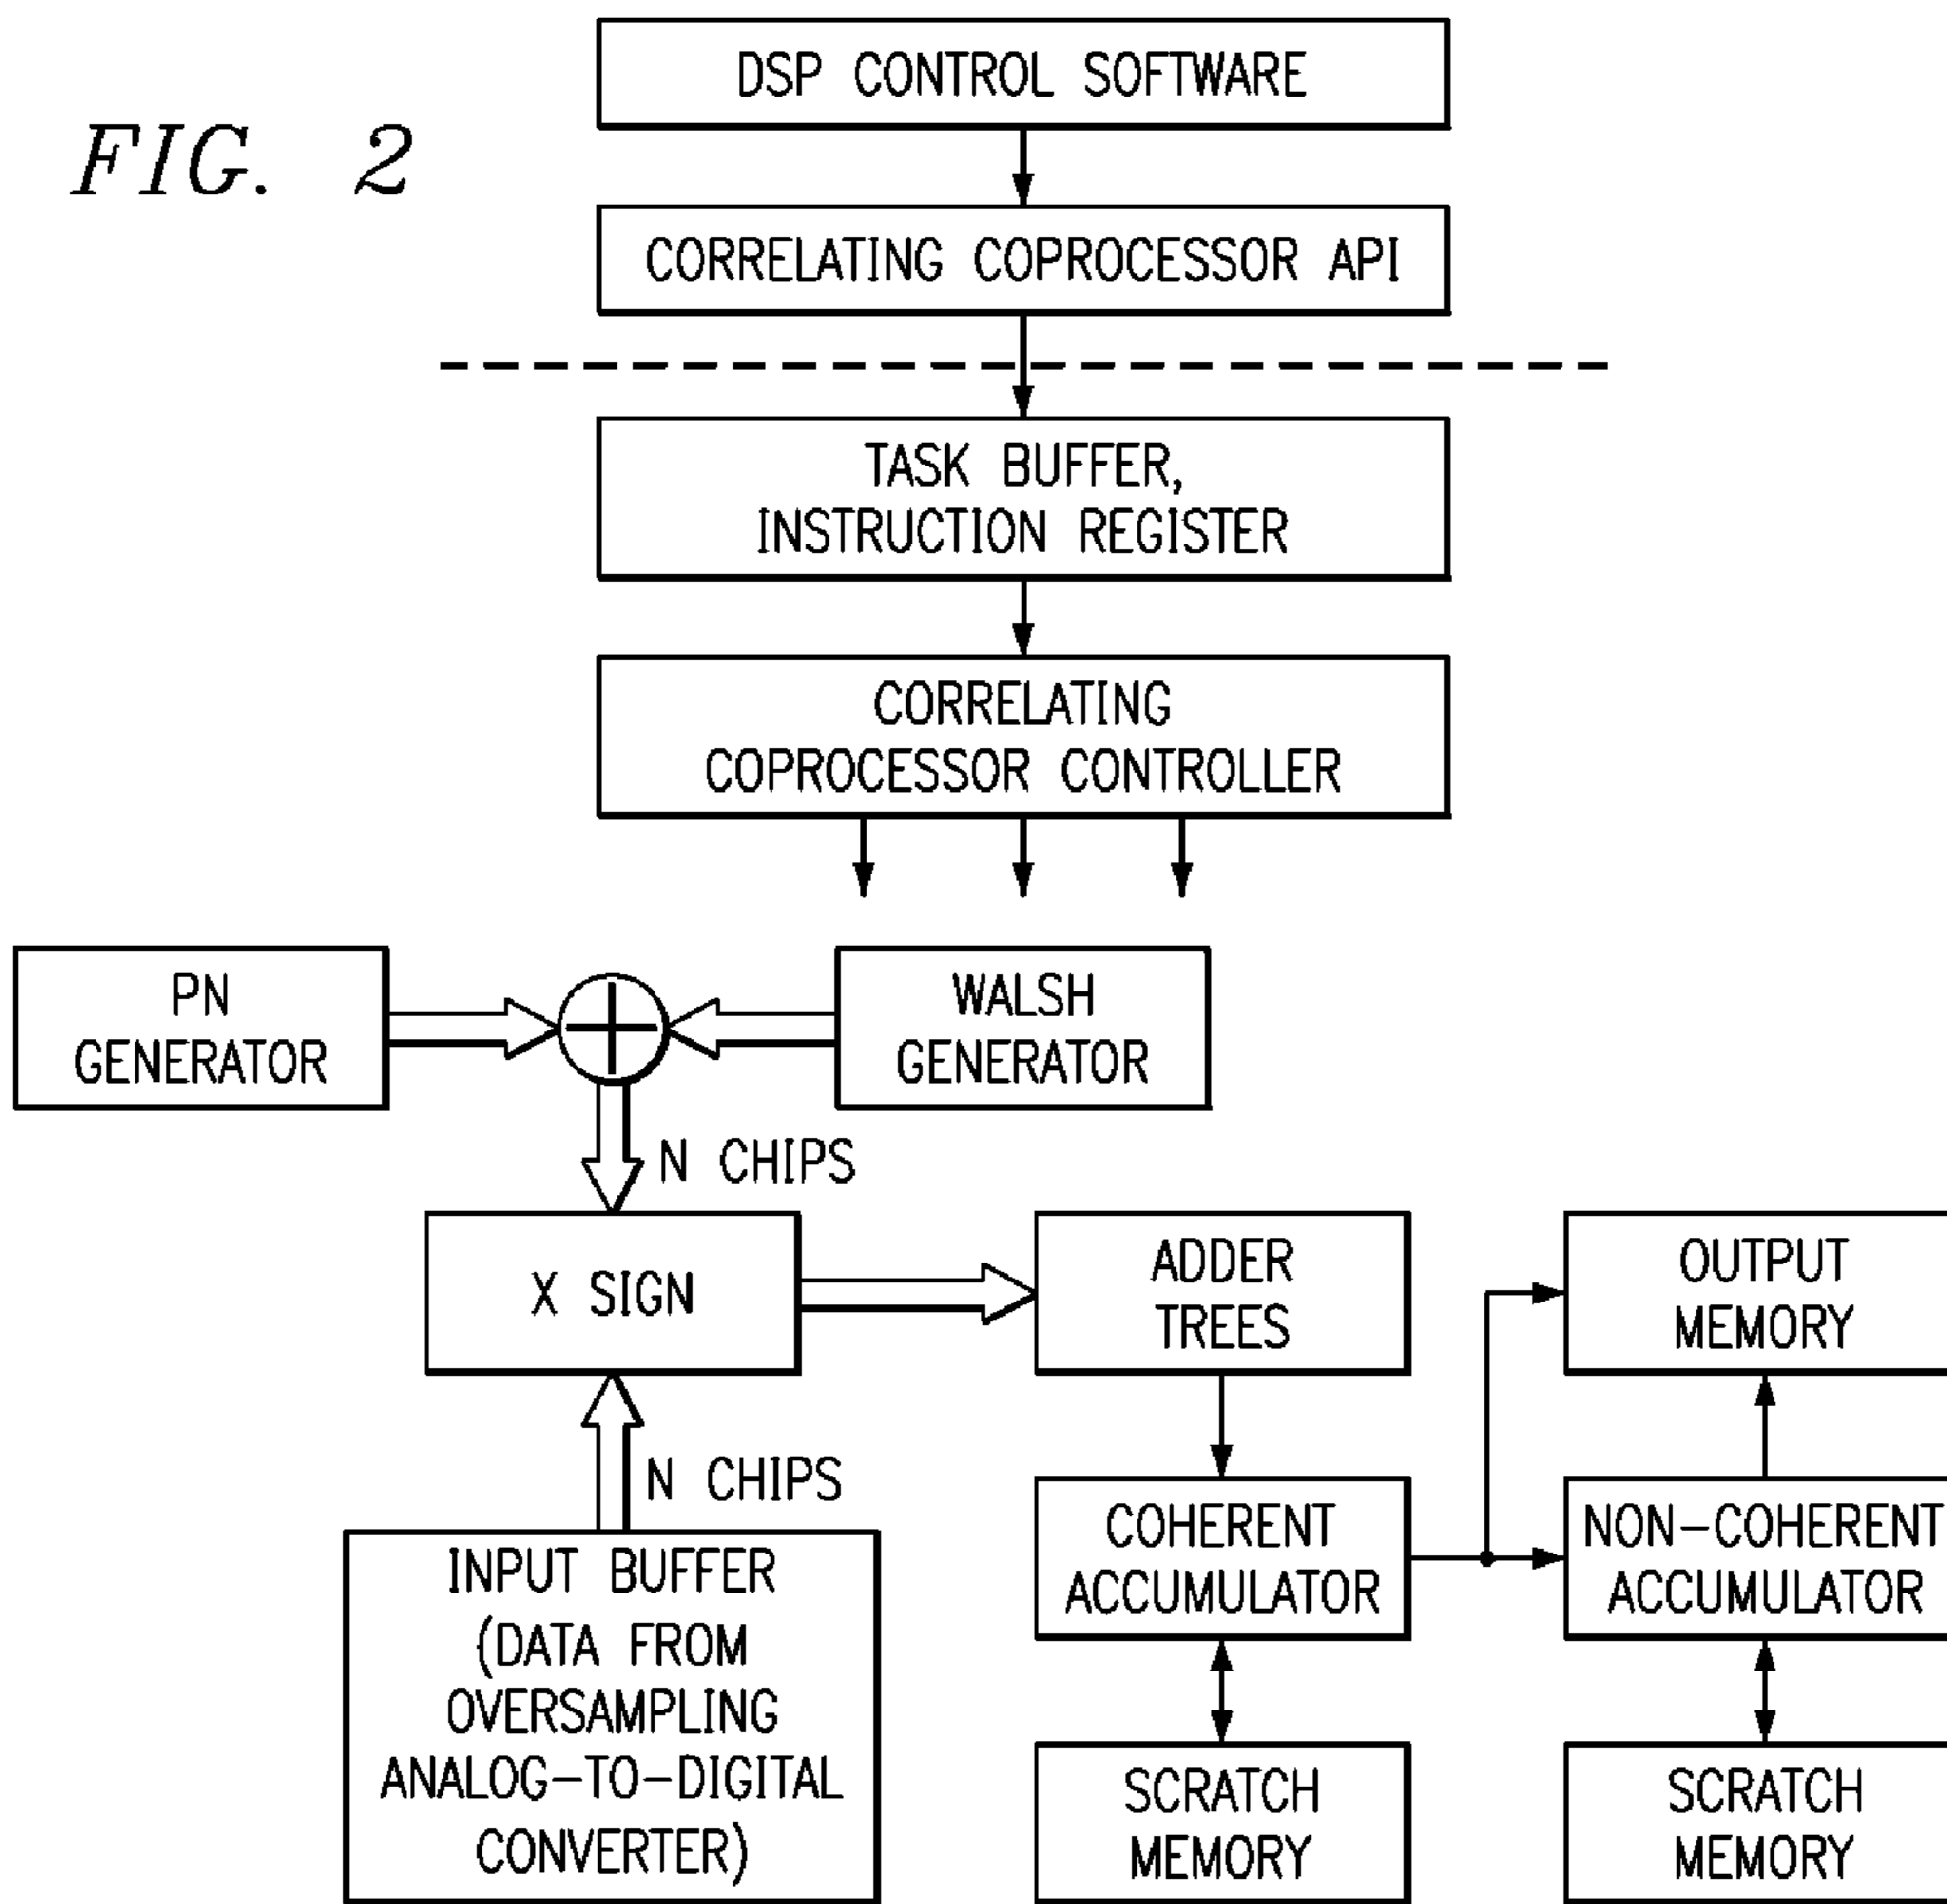 FIG. 2
DSP CONTROL SOFTWARE
CORRELATING COPROCESSOR API
TASK BUFFER,
INSTRUCTION REGISTER
CORRELATING
COPROCESSOR CONTROLLER
PN
GENERATOR
WALSH
GENERATOR
N CHIPS
X SIGN
ADDER
TREES
OUTPUT
MEMORY
N CHIPS
INPUT BUFFER
(DATA FROM
OVERSAMPLING
ANALOG-TO-DIGITAL
CONVERTER)
COHERENT
ACCUMULATOR
NON-COHERENT
ACCUMULATOR
SCRATCH
MEMORY
SCRATCH
MEMORY